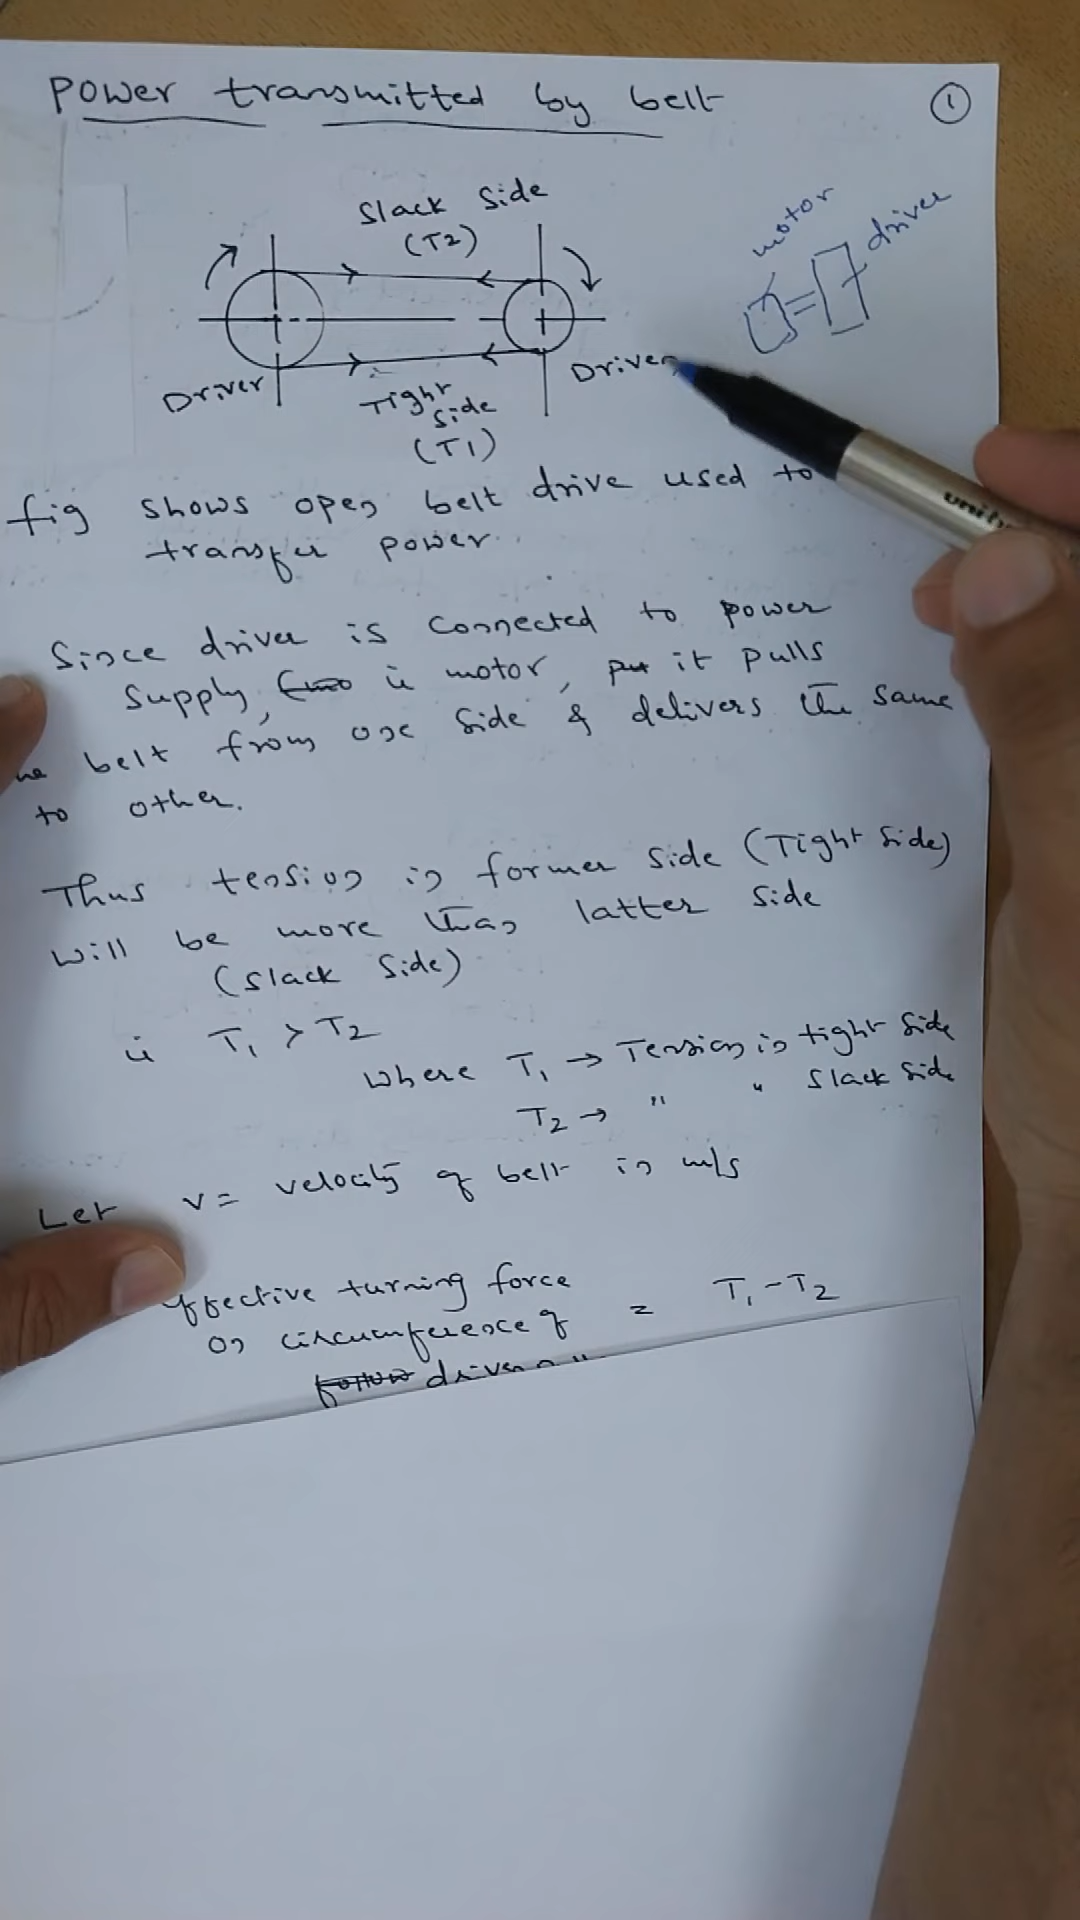 Power transmitted by belt
1
Slack Side
(T2)
motor
driver
Driver
Driven
Tight
side
(T1)
fig shows open belt drive used to
transfer power.
Since driver is connected to power
supply, ie motor, it pulls
belt from one side & delivers the same
to other.
Thus tension in former side (Tight side)
will be more than latter side
(slack side)
ie T1 > T2
where T1 → Tension in tight side
T2 → " " slack side
Let v = velocity of belt in m/s
ffective turning force
on circumference of = T1 - T2